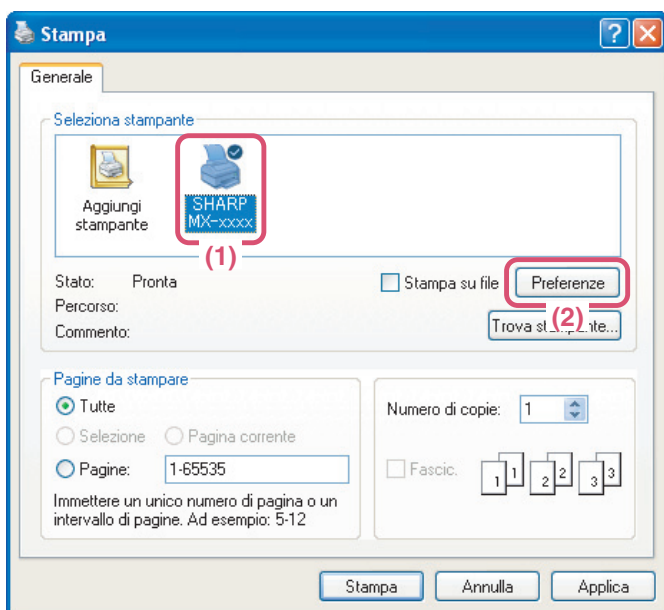 Stampa
Generale
Seleziona stampante
Aggiungi
stampante
SHARP
MX-xxxx
(1)
Stato: Pronta
Stampa su file
Preferenze
Percorso:
(2)
Commento:
Trova
Pagine da stampare
Tutte
Selezione
Pagina corrente
Pagine: 1-65535
Immettere un unico numero di pagina o un
intervallo di pagine. Ad esempio: 5-12
Numero di copie: 1
Fascic.
1 1 2 2 3 3
Stampa
Annulla
Applica